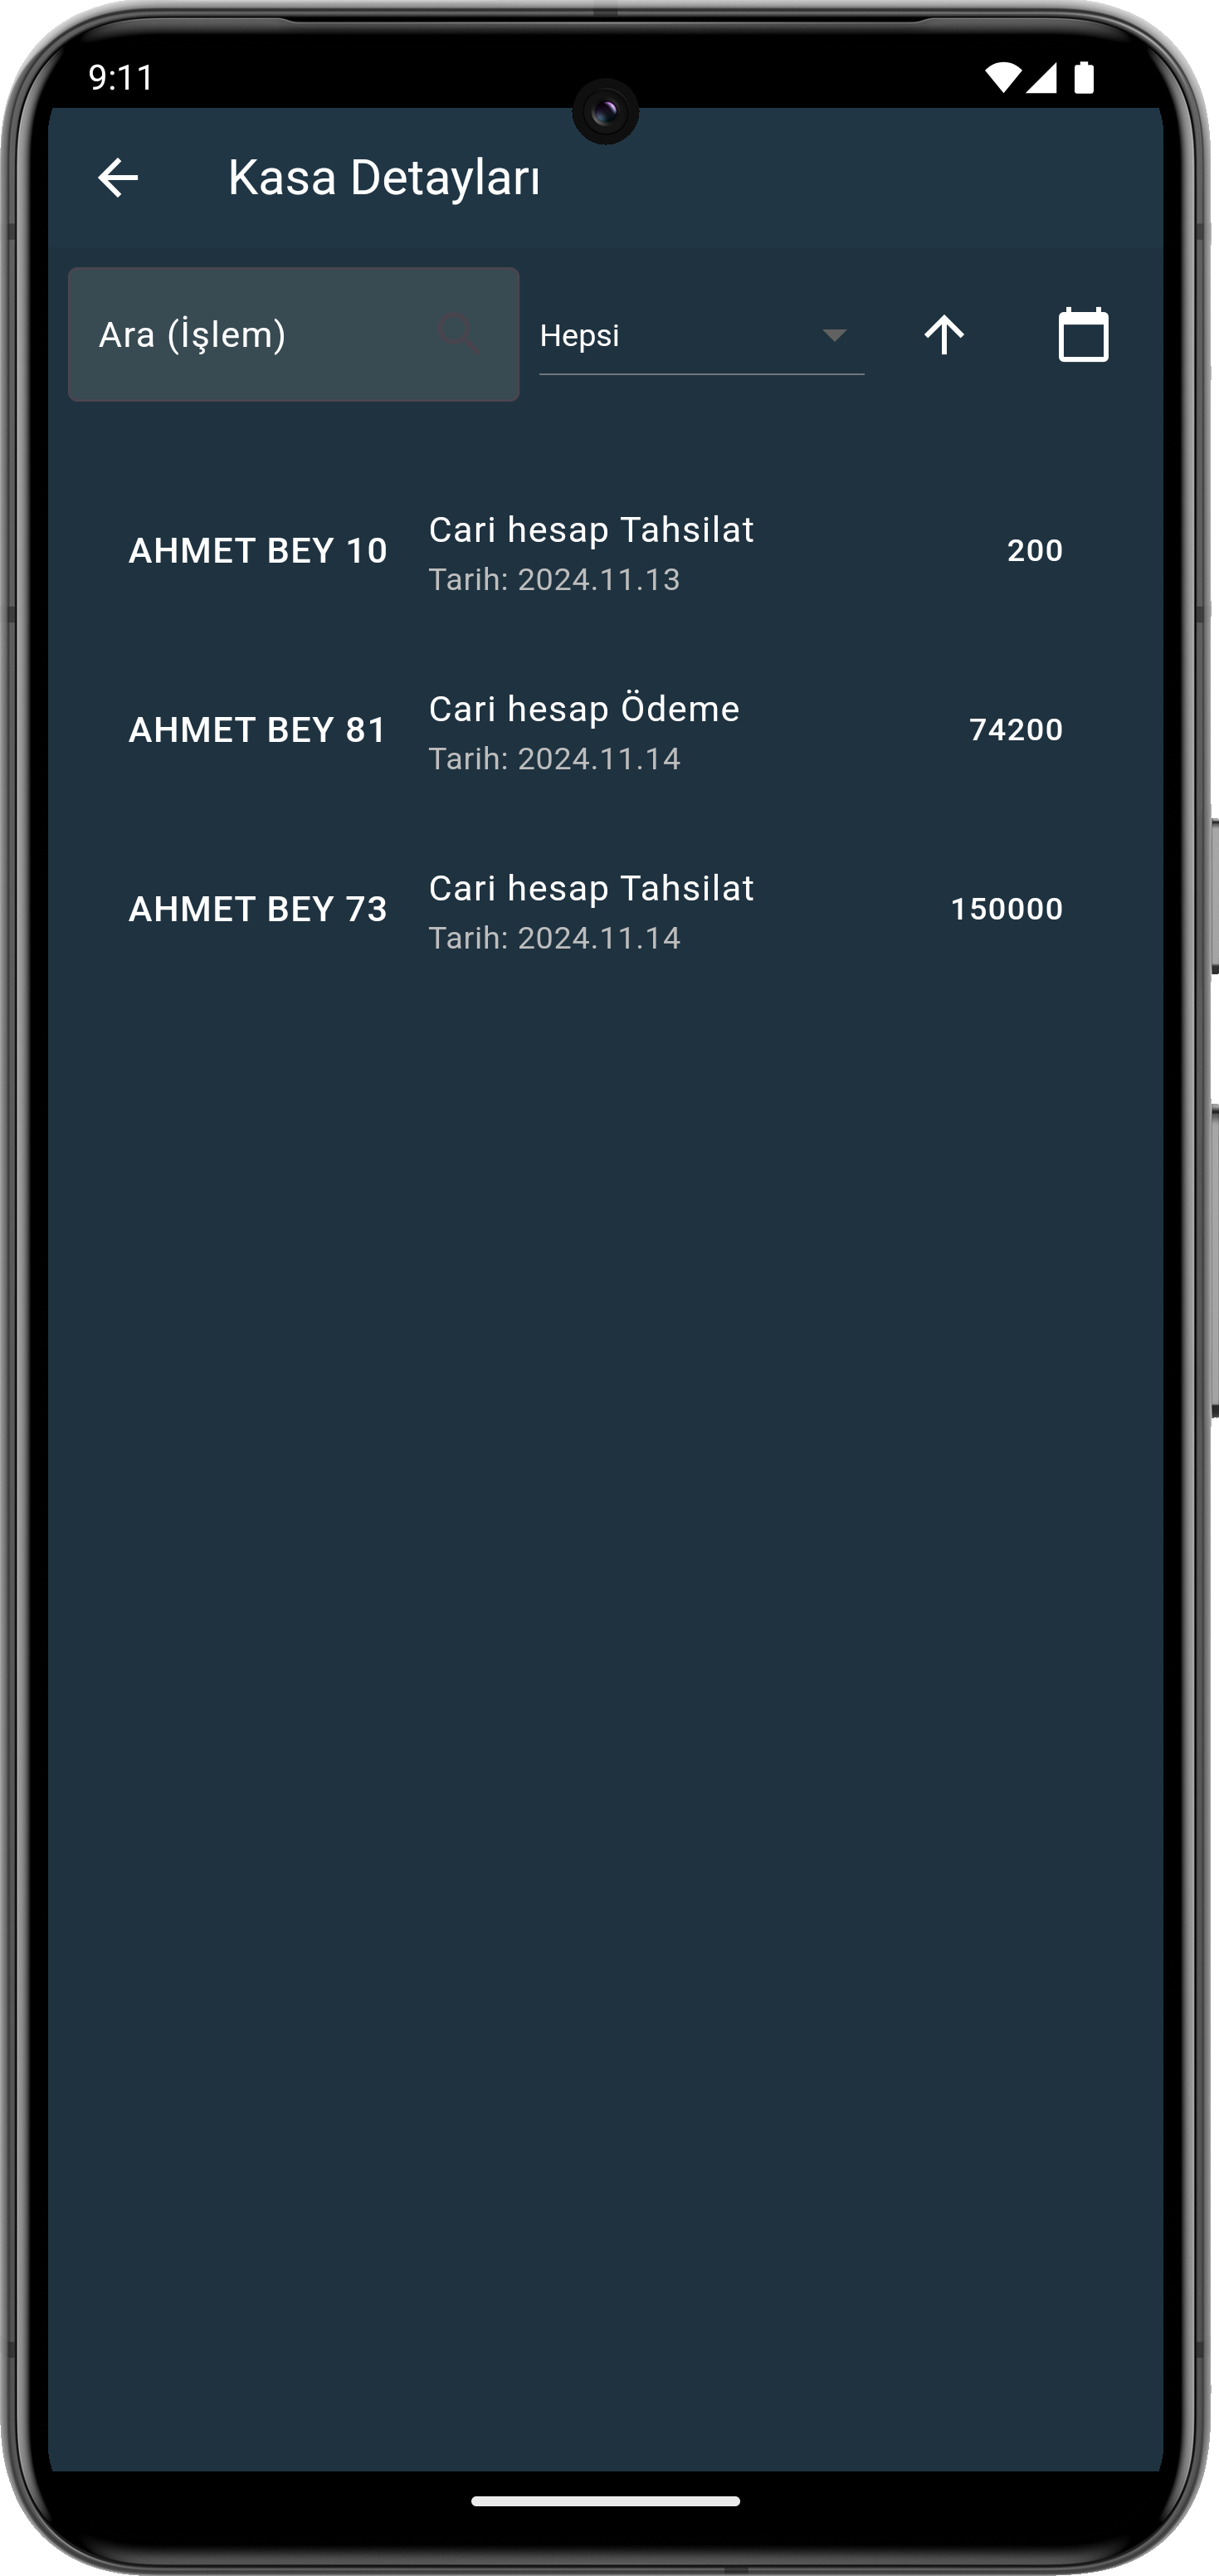 9:11
Kasa Detayları
Ara (İşlem)
Hepsi
AHMET BEY 10
Cari hesap Tahsilat
Tarih: 2024.11.13
200
AHMET BEY 81
Cari hesap Ödeme
Tarih: 2024.11.14
74200
AHMET BEY 73
Cari hesap Tahsilat
Tarih: 2024.11.14
150000